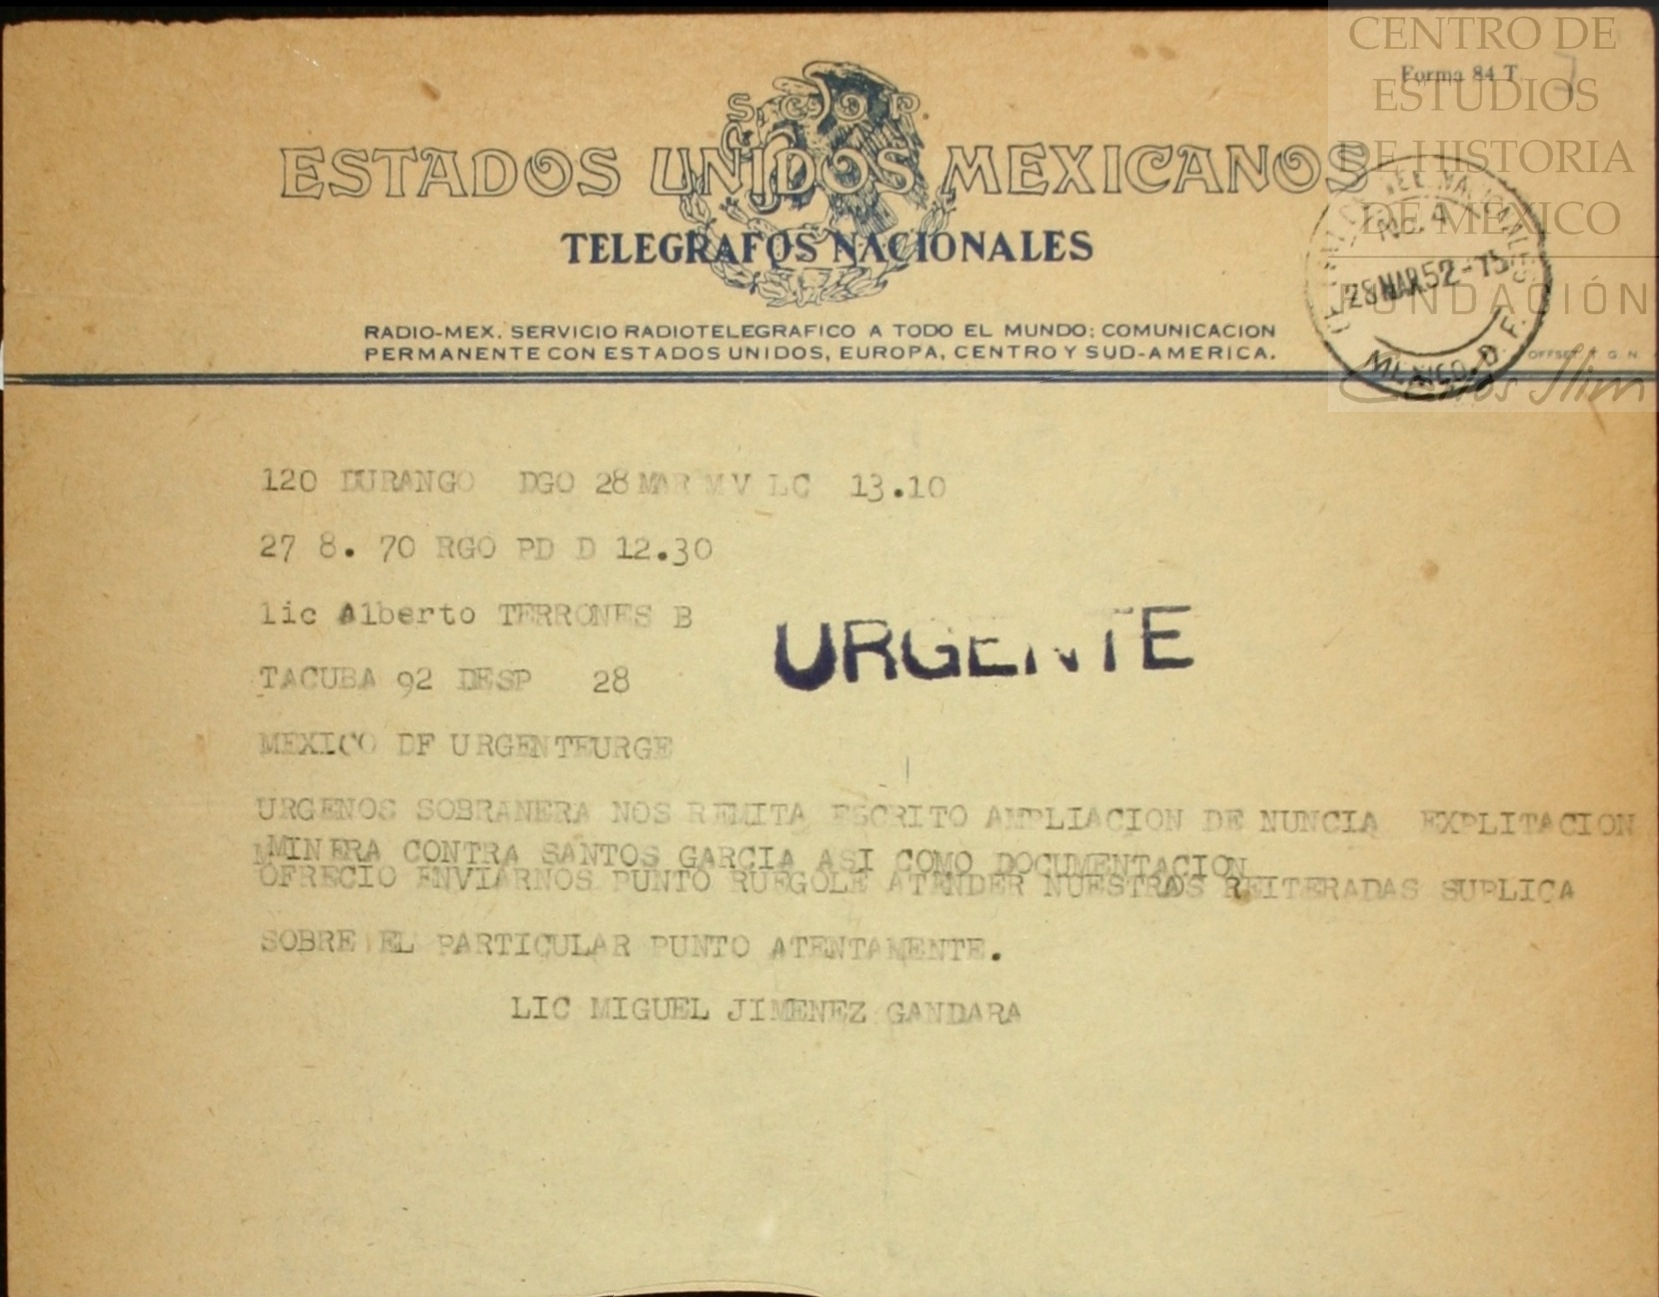 CENTRO DE
ESTUDIOS
DE HISTORIA
DE MÉXICO
FUNDACIÓN
Carlos Slim
Forma 84 T.
S. C. O. P.
ESTADOS UNIDOS MEXICANOS
TELEGRAFOS NACIONALES
RADIO-MEX. SERVICIO RADIOTELEGRAFICO A TODO EL MUNDO: COMUNICACION
PERMANENTE CON ESTADOS UNIDOS, EUROPA, CENTRO Y SUD-AMERICA.
OFFSET T G N
28 MAR 52-75
MEXICO, D. F.
120 DURANGO DGO 28 MAR MV LC 13.10
27 8. 70 RGO PD D 12.30
lic Alberto TERRONES B
URGENTE
TACUBA 92 DESP 28
MEXICO DF URGENTEURGE
URGENOS SOBRANERA NOS REMITA ESCRITO AMPLIACION DE NUNCIA EXPLITACION
MINERA CONTRA SANTOS GARCIA ASI COMO DOCUMENTACION
OFRECIO ENVIARNOS PUNTO RUEGOLE ATENDER NUESTRAS REITERADAS SUPLICA
SOBRE EL PARTICULAR PUNTO ATENTAMENTE.
LIC MIGUEL JIMENEZ GANDARA